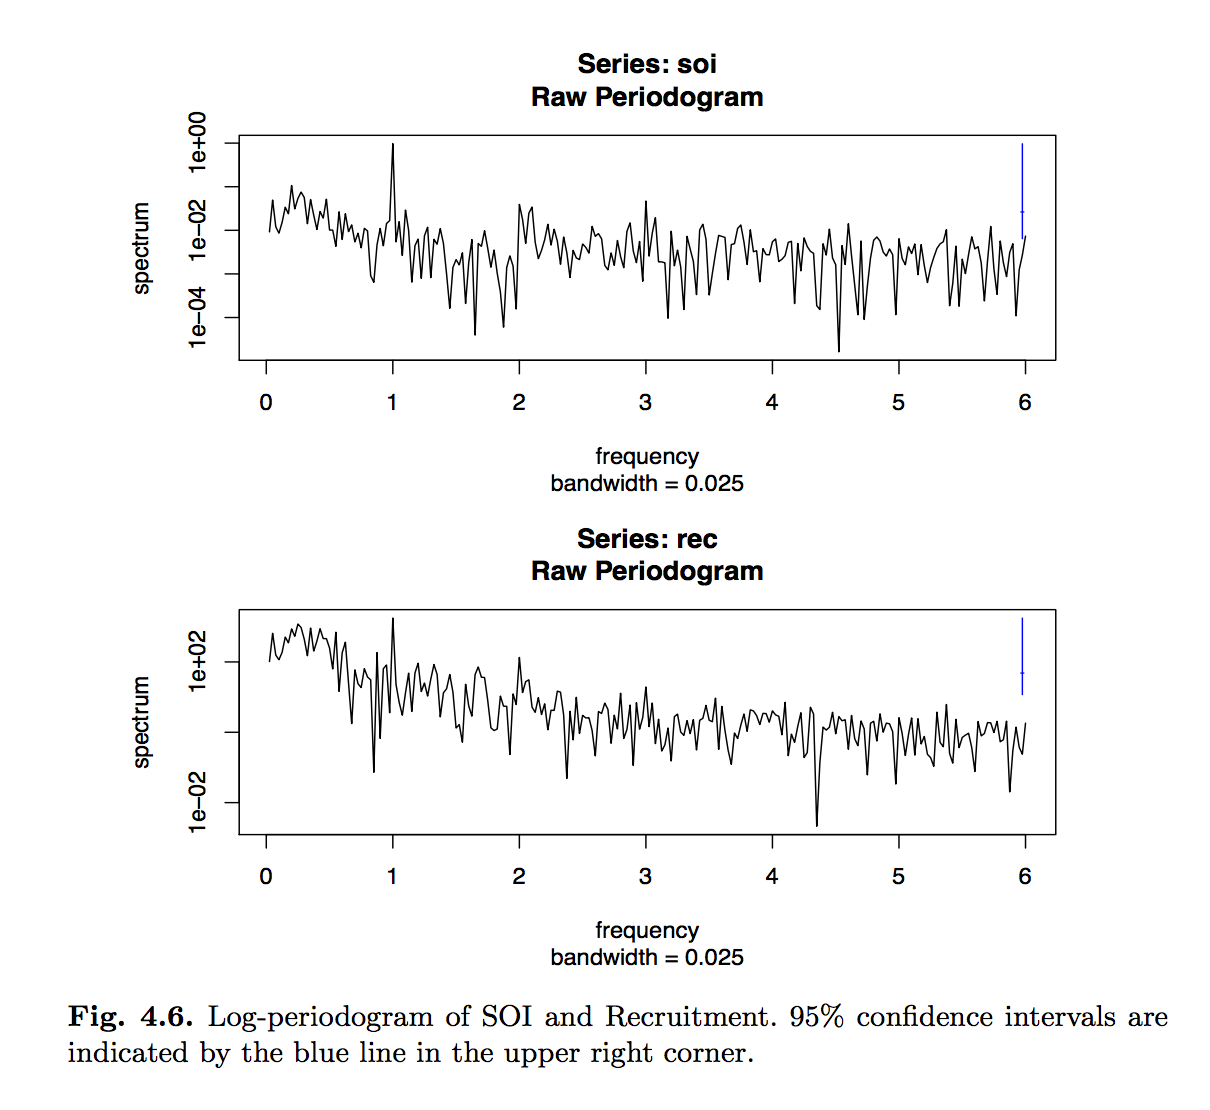 Series: soi
Raw Periodogram
spectrum
1e+00
1e−02
1e−04
0 1 2 3 4 5 6
frequency
bandwidth = 0.025
Series: rec
Raw Periodogram
spectrum
1e+02
1e−02
0 1 2 3 4 5 6
frequency
bandwidth = 0.025
Fig. 4.6. Log-periodogram of SOI and Recruitment. 95% confidence intervals are
indicated by the blue line in the upper right corner.